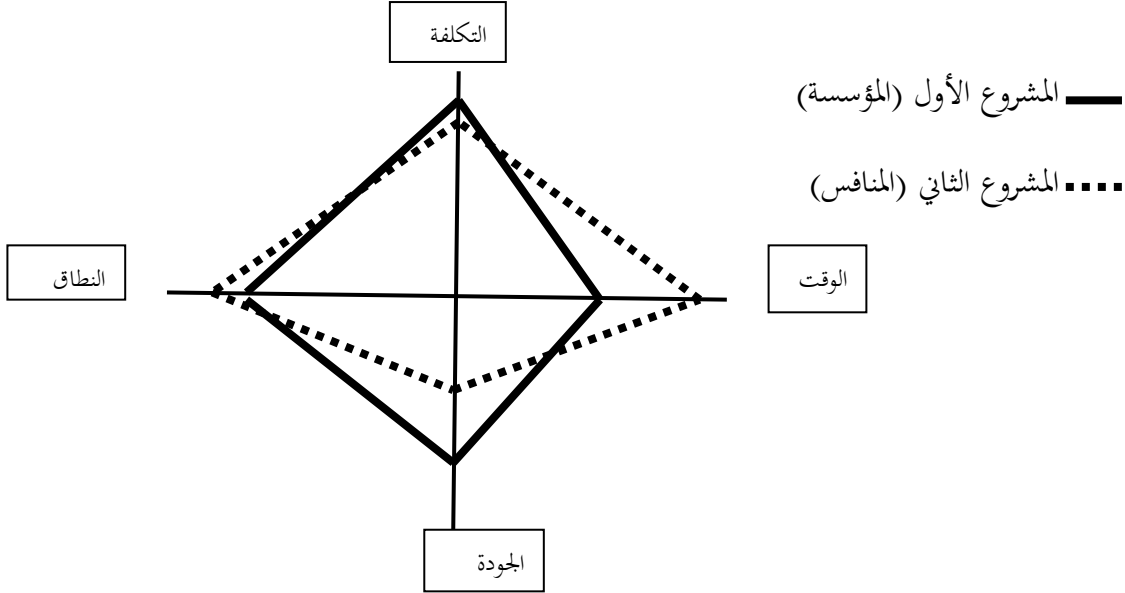 التكلفة
المشروع الأول (المؤسسة)
المشروع الثاني (المنافس)
الوقت
النطاق
الجودة